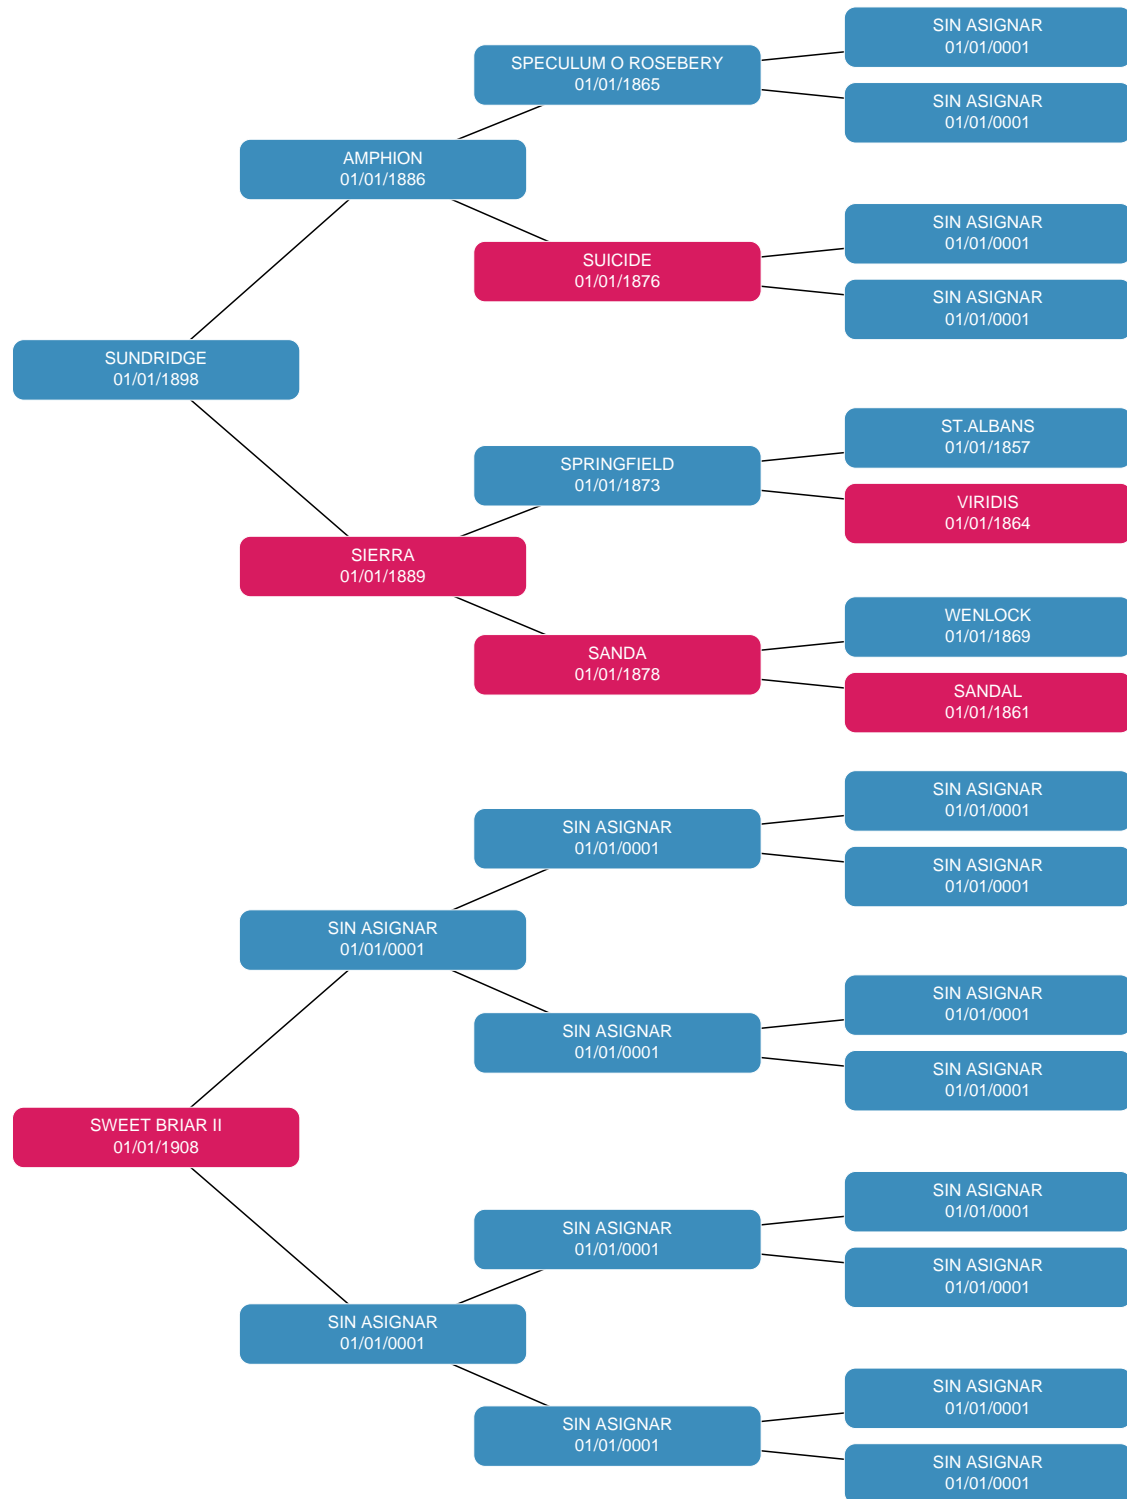 SIN ASIGNAR
01/01/0001
SPECULUM O ROSEBERY
01/01/1865
SIN ASIGNAR
01/01/0001
AMPHION
01/01/1886
SIN ASIGNAR
01/01/0001
SUICIDE
01/01/1876
SIN ASIGNAR
01/01/0001
SUNDRIDGE
01/01/1898
ST.ALBANS
01/01/1857
SPRINGFIELD
01/01/1873
VIRIDIS
01/01/1864
SIERRA
01/01/1889
WENLOCK
01/01/1869
SANDA
01/01/1878
SANDAL
01/01/1861
SIN ASIGNAR
01/01/0001
SIN ASIGNAR
01/01/0001
SIN ASIGNAR
01/01/0001
SIN ASIGNAR
01/01/0001
SIN ASIGNAR
01/01/0001
SIN ASIGNAR
01/01/0001
SIN ASIGNAR
01/01/0001
SWEET BRIAR II
01/01/1908
SIN ASIGNAR
01/01/0001
SIN ASIGNAR
01/01/0001
SIN ASIGNAR
01/01/0001
SIN ASIGNAR
01/01/0001
SIN ASIGNAR
01/01/0001
SIN ASIGNAR
01/01/0001
SIN ASIGNAR
01/01/0001